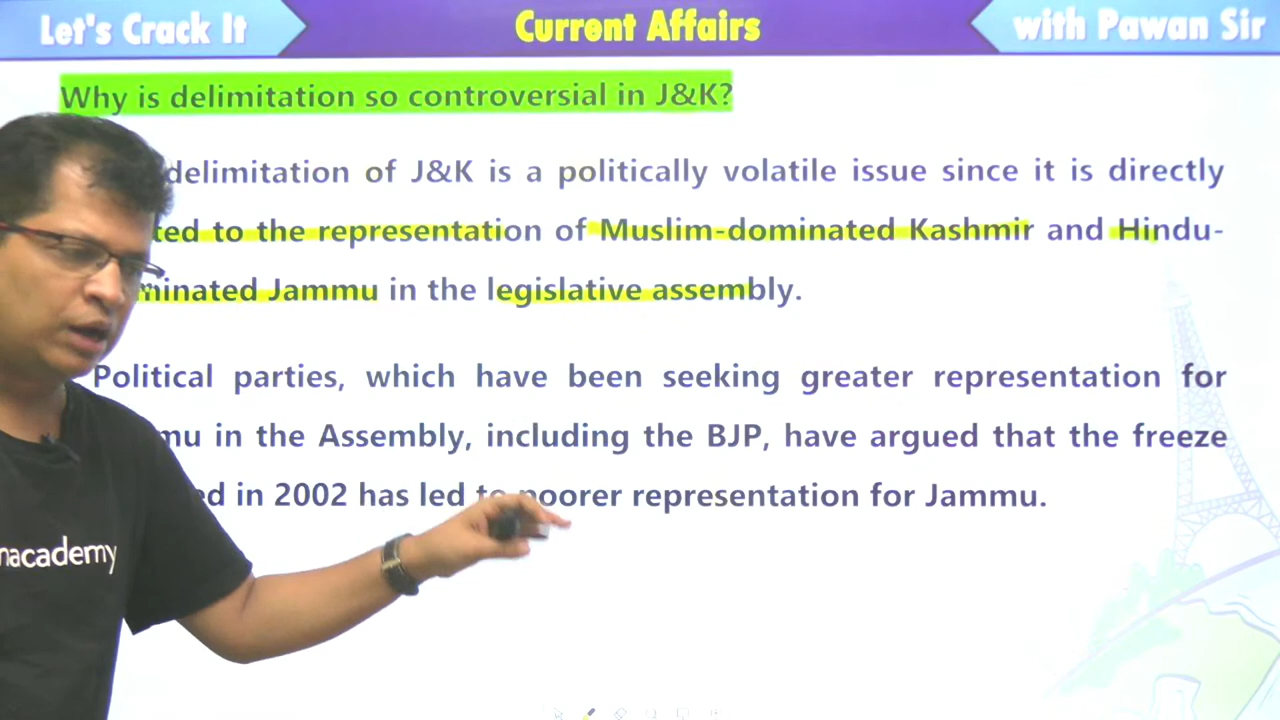 Let's Crack It
Current Affairs
with Pawan Sir
Why is delimitation so controversial in J&K?
delimitation of J&K is a politically volatile issue since it is directly
ted to the representation of Muslim-dominated Kashmir and Hindu-
minated Jammu in the legislative assembly.
Political parties, which have been seeking greater representation for
mu in the Assembly, including the BJP, have argued that the freeze
ed in 2002 has led to poorer representation for Jammu.
nacademy